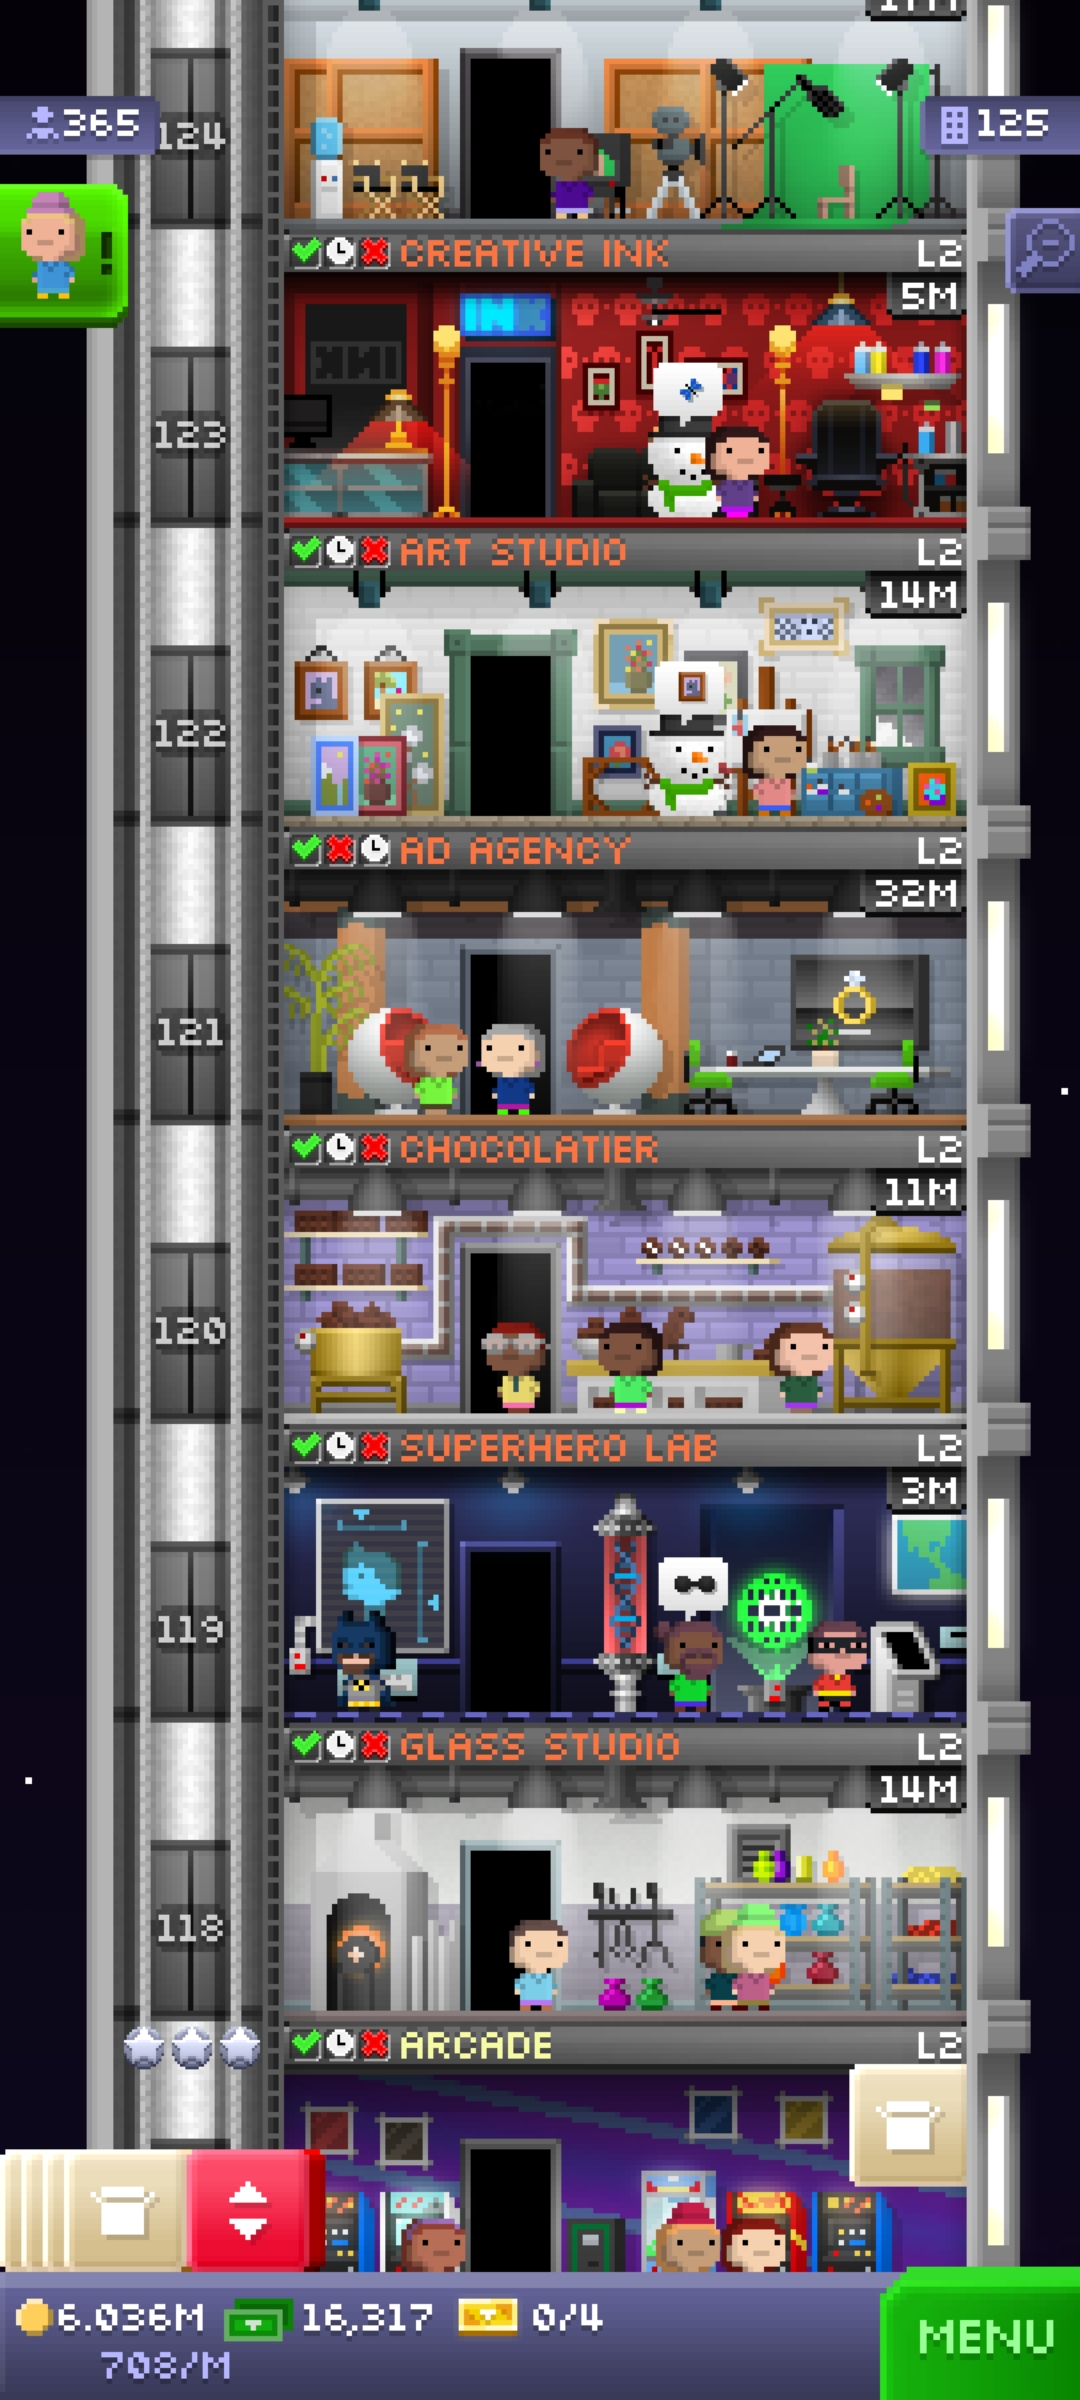 17M
365
124
125
!
CREATIVE INK L2
5M
INK
123
ART STUDIO L2
14M
122
AD AGENCY L2
32M
121
CHOCOLATIER L2
11M
120
SUPERHERO LAB L2
3M
119
GLASS STUDIO L2
14M
118
ARCADE L2
6.036M 16,317 0/4
708/M
MENU